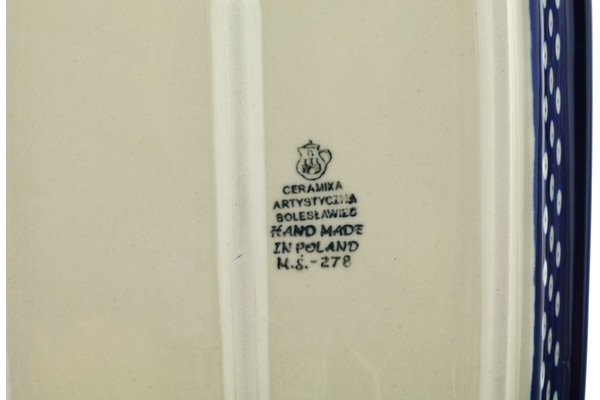 CERAMIKA
ARTYSTYCZNA
BOLESŁAWIEC
HAND MADE
IN POLAND
M.Ś.-278